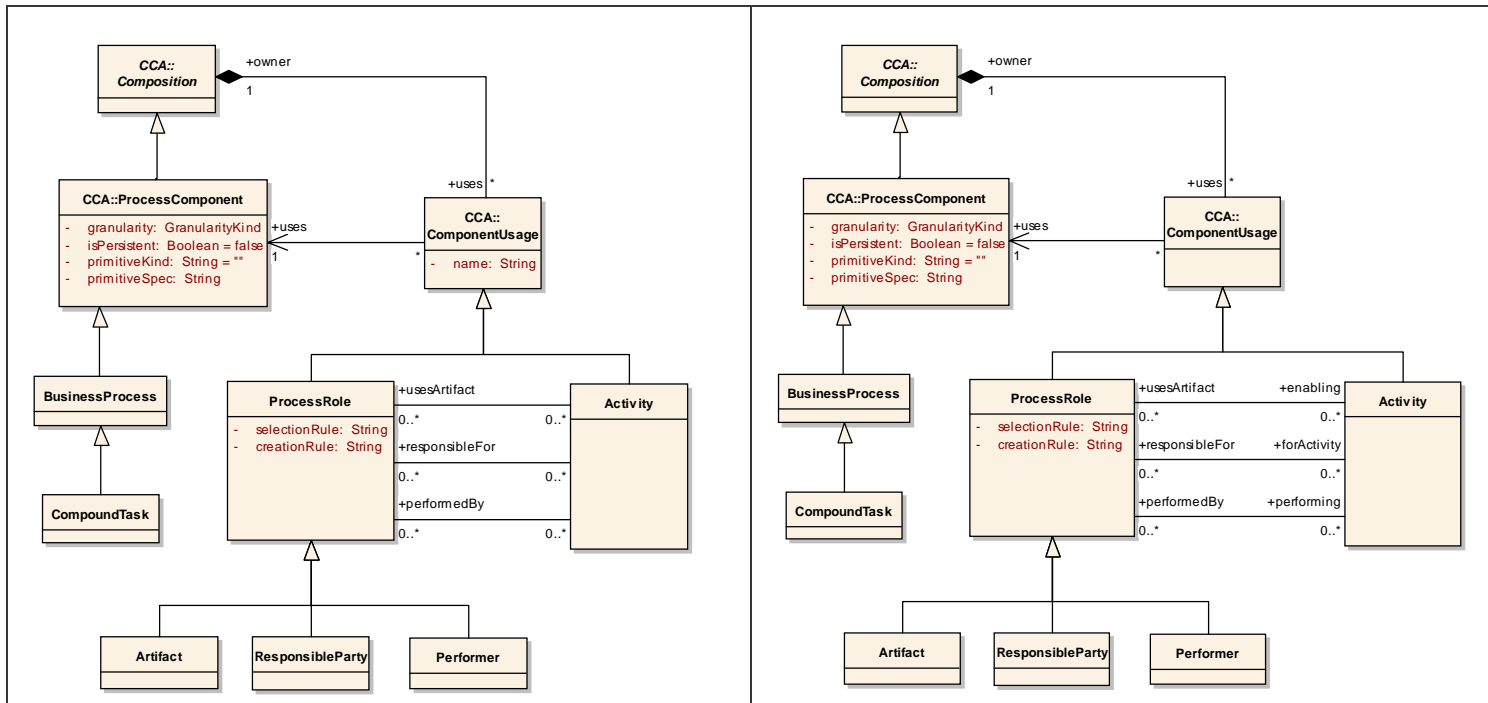 CCA::
Composition
+owner
1
+uses *
CCA::ProcessComponent
- granularity: GranularityKind
- isPersistent: Boolean = false
- primitiveKind: String = ""
- primitiveSpec: String
+uses
1
*
CCA::
ComponentUsage
- name: String
BusinessProcess
CompoundTask
ProcessRole
- selectionRule: String
- creationRule: String
+usesArtifact
0..* 0..*
+responsibleFor
0..* 0..*
+performedBy
0..* 0..*
Activity
Artifact
ResponsibleParty
Performer
CCA::
Composition
+owner
1
+uses *
CCA::ProcessComponent
- granularity: GranularityKind
- isPersistent: Boolean = false
- primitiveKind: String = ""
- primitiveSpec: String
+uses
1
*
CCA::
ComponentUsage
BusinessProcess
CompoundTask
ProcessRole
- selectionRule: String
- creationRule: String
+usesArtifact +enabling
0..* 0..*
+responsibleFor +forActivity
0..* 0..*
+performedBy +performing
0..* 0..*
Activity
Artifact
ResponsibleParty
Performer